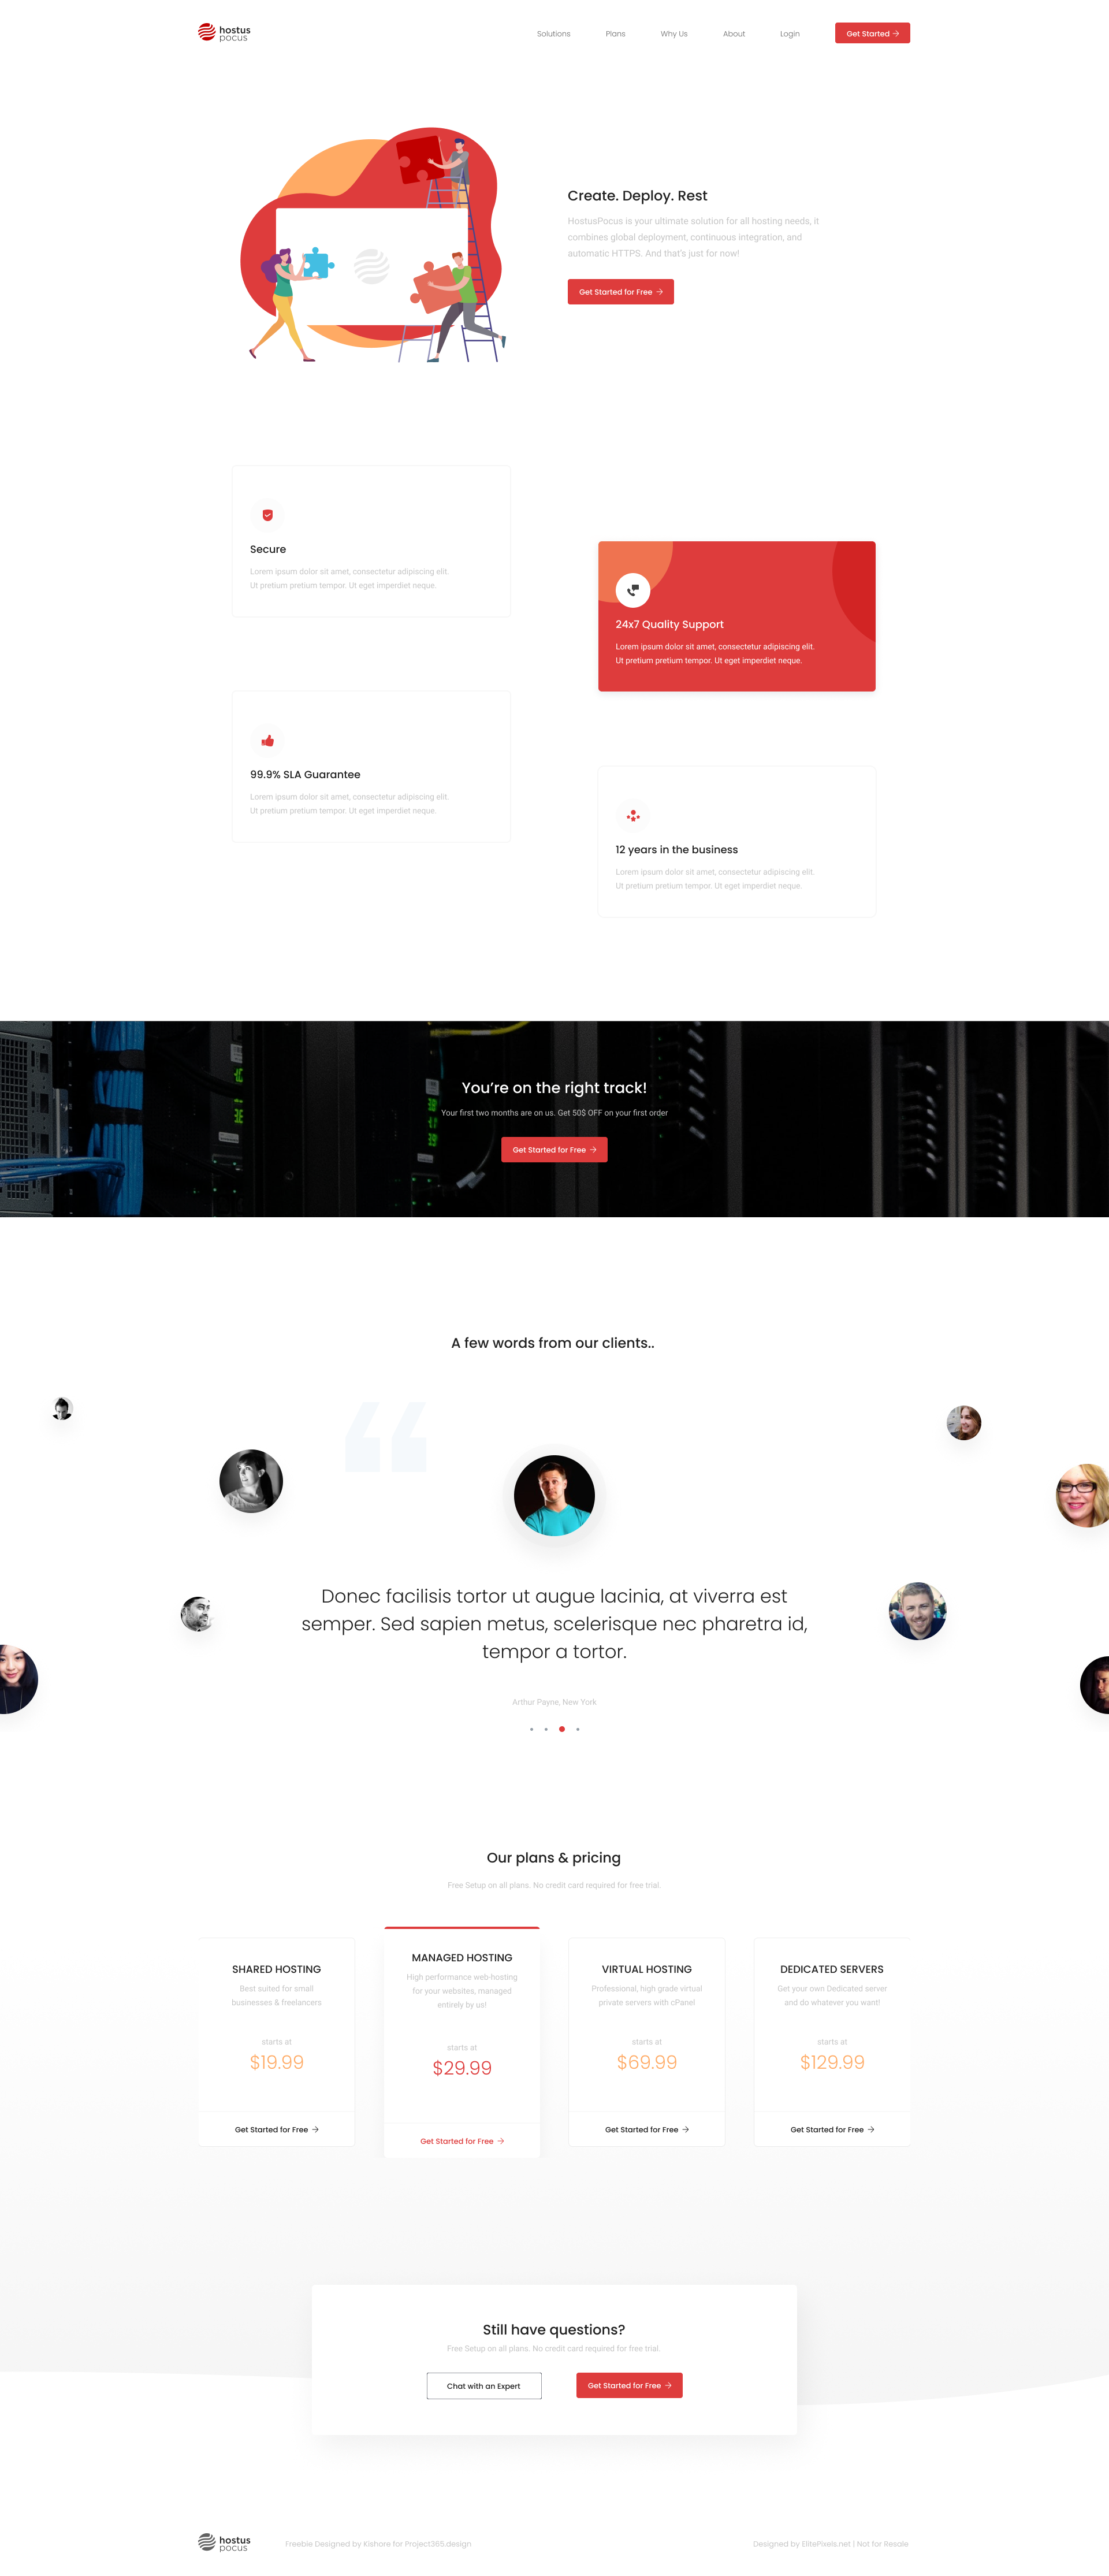 hostus
pocus
Solutions
Plans
Why Us
About
Login
Get Started
Create. Deploy. Rest
HostusPocus is your ultimate solution for all hosting needs, it
combines global deployment, continuous integration, and
automatic HTTPS. And that's just for now!
Get Started for Free
Secure
Lorem ipsum dolor sit amet, consectetur adipiscing elit.
Ut pretium pretium tempor. Ut eget imperdiet neque.
24x7 Quality Support
Lorem ipsum dolor sit amet, consectetur adipiscing elit.
Ut pretium pretium tempor. Ut eget imperdiet neque.
99.9% SLA Guarantee
Lorem ipsum dolor sit amet, consectetur adipiscing elit.
Ut pretium pretium tempor. Ut eget imperdiet neque.
12 years in the business
Lorem ipsum dolor sit amet, consectetur adipiscing elit.
Ut pretium pretium tempor. Ut eget imperdiet neque.
You're on the right track!
Your first two months are on us. Get 50$ OFF on your first order
Get Started for Free
A few words from our clients..
Donec facilisis tortor ut augue lacinia, at viverra est
semper. Sed sapien metus, scelerisque nec pharetra id,
tempor a tortor.
Arthur Payne, New York
Our plans & pricing
Free Setup on all plans. No credit card required for free trial.
SHARED HOSTING
Best suited for small
businesses & freelancers
starts at
$19.99
Get Started for Free
MANAGED HOSTING
High performance web-hosting
for your websites, managed
entirely by us!
starts at
$29.99
Get Started for Free
VIRTUAL HOSTING
Professional, high grade virtual
private servers with cPanel
starts at
$69.99
Get Started for Free
DEDICATED SERVERS
Get your own Dedicated server
and do whatever you want!
starts at
$129.99
Get Started for Free
Still have questions?
Free Setup on all plans. No credit card required for free trial.
Chat with an Expert
Get Started for Free
hostus
pocus
Freebie Designed by Kishore for Project365.design
Designed by ElitePixels.net | Not for Resale